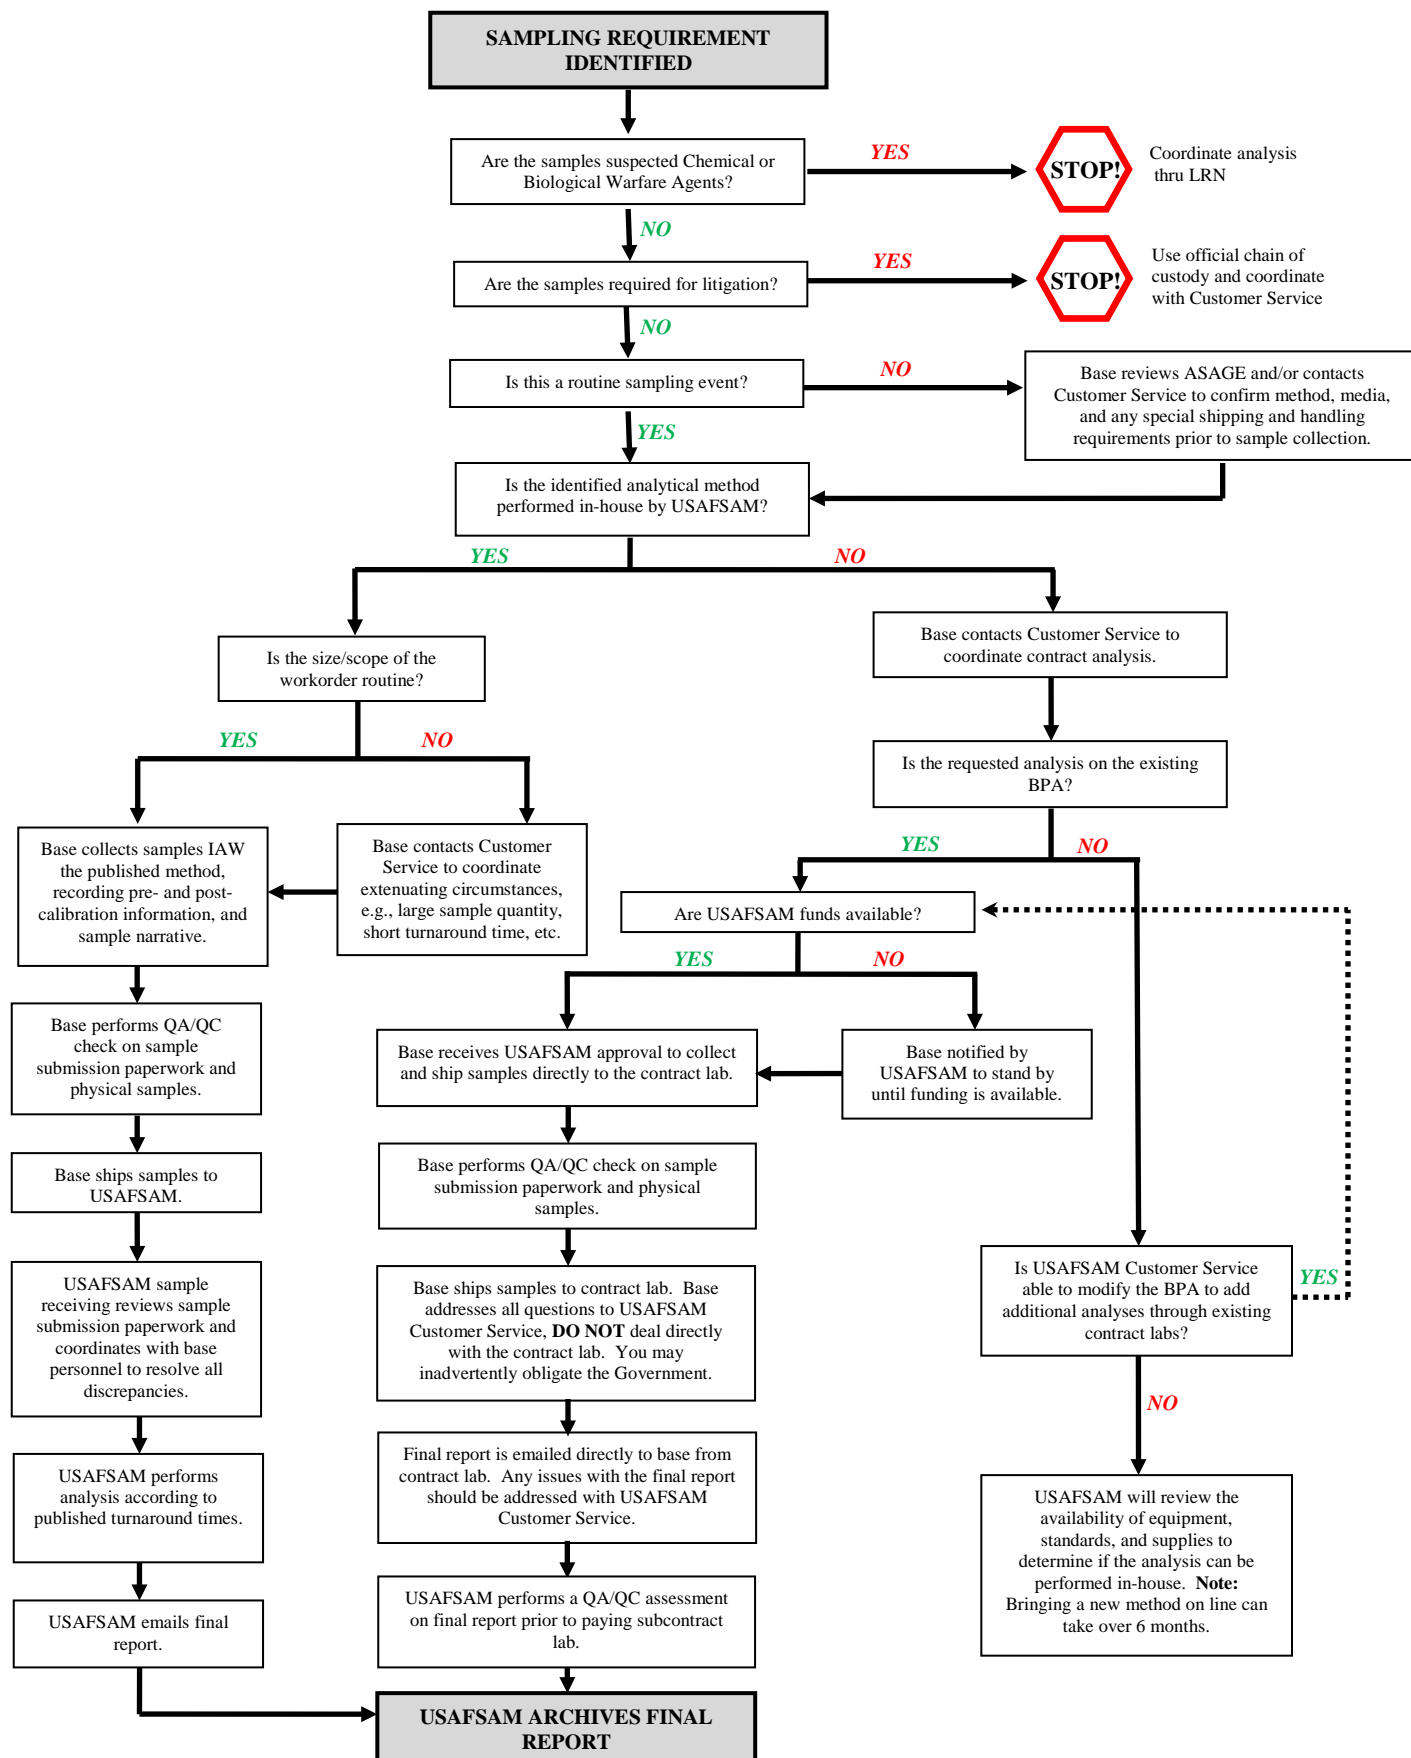 SAMPLING REQUIREMENT
IDENTIFIED
Are the samples suspected Chemical or
Biological Warfare Agents?
YES
STOP!
Coordinate analysis
thru LRN
NO
Are the samples required for litigation?
YES
STOP!
Use official chain of
custody and coordinate
with Customer Service
NO
Is this a routine sampling event?
NO
Base reviews ASAGE and/or contacts
Customer Service to confirm method, media,
and any special shipping and handling
requirements prior to sample collection.
YES
Is the identified analytical method
performed in-house by USAFSAM?
YES
NO
Is the size/scope of the
workorder routine?
Base contacts Customer Service to
coordinate contract analysis.
YES
NO
Is the requested analysis on the existing
BPA?
Base collects samples IAW
the published method,
recording pre- and post-
calibration information, and
sample narrative.
Base contacts Customer
Service to coordinate
extenuating circumstances,
e.g., large sample quantity,
short turnaround time, etc.
YES
NO
Are USAFSAM funds available?
YES
NO
Base performs QA/QC
check on sample
submission paperwork and
physical samples.
Base receives USAFSAM approval to collect
and ship samples directly to the contract lab.
Base notified by
USAFSAM to stand by
until funding is available.
Base ships samples to
USAFSAM.
Base performs QA/QC check on sample
submission paperwork and physical
samples.
USAFSAM sample
receiving reviews sample
submission paperwork and
coordinates with base
personnel to resolve all
discrepancies.
Base ships samples to contract lab.  Base
addresses all questions to USAFSAM
Customer Service, DO NOT deal directly
with the contract lab.  You may
inadvertently obligate the Government.
Is USAFSAM Customer Service
able to modify the BPA to add
additional analyses through existing
contract labs?
YES
NO
USAFSAM performs
analysis according to
published turnaround times.
Final report is emailed directly to base from
contract lab.  Any issues with the final report
should be addressed with USAFSAM
Customer Service.
USAFSAM will review the
availability of equipment,
standards, and supplies to
determine if the analysis can be
performed in-house.  Note:
Bringing a new method on line can
take over 6 months.
USAFSAM emails final
report.
USAFSAM performs a QA/QC assessment
on final report prior to paying subcontract
lab.
USAFSAM ARCHIVES FINAL
REPORT